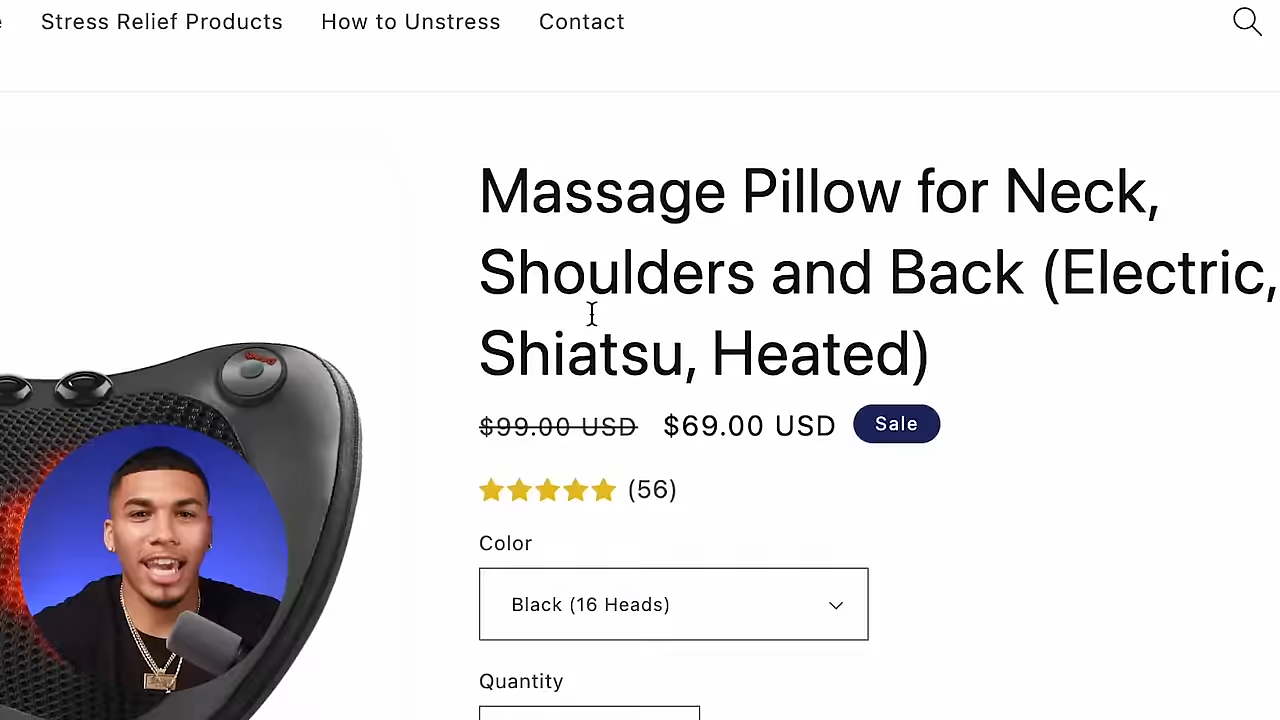 Stress Relief Products How to Unstress Contact
Massage Pillow for Neck,
Shoulders and Back (Electric,
Shiatsu, Heated)
$99.00 USD $69.00 USD Sale
(56)
Color
Black (16 Heads)
Quantity